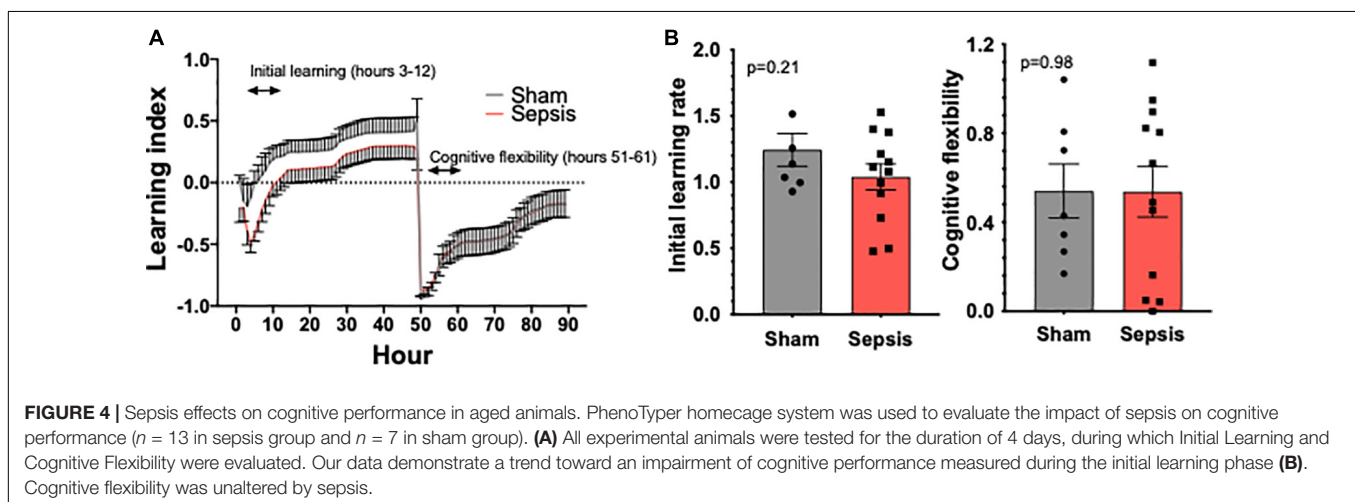 A
1.0
0.5
0.0
-0.5
-1.0
Learning index
Initial learning (hours 3-12)
Sham
Sepsis
Cognitive flexibility (hours 51-61)
0 10 20 30 40 50 60 70 80 90
Hour
B
2.0
1.5
1.0
0.5
0.0
Initial learning rate
p=0.21
Sham Sepsis
1.2
0.8
0.4
0.0
Cognitive flexibility
p=0.98
Sham Sepsis
FIGURE 4 | Sepsis effects on cognitive performance in aged animals. PhenoTyper homecage system was used to evaluate the impact of sepsis on cognitive
performance (n = 13 in sepsis group and n = 7 in sham group). (A) All experimental animals were tested for the duration of 4 days, during which Initial Learning and
Cognitive Flexibility were evaluated. Our data demonstrate a trend toward an impairment of cognitive performance measured during the initial learning phase (B).
Cognitive flexibility was unaltered by sepsis.